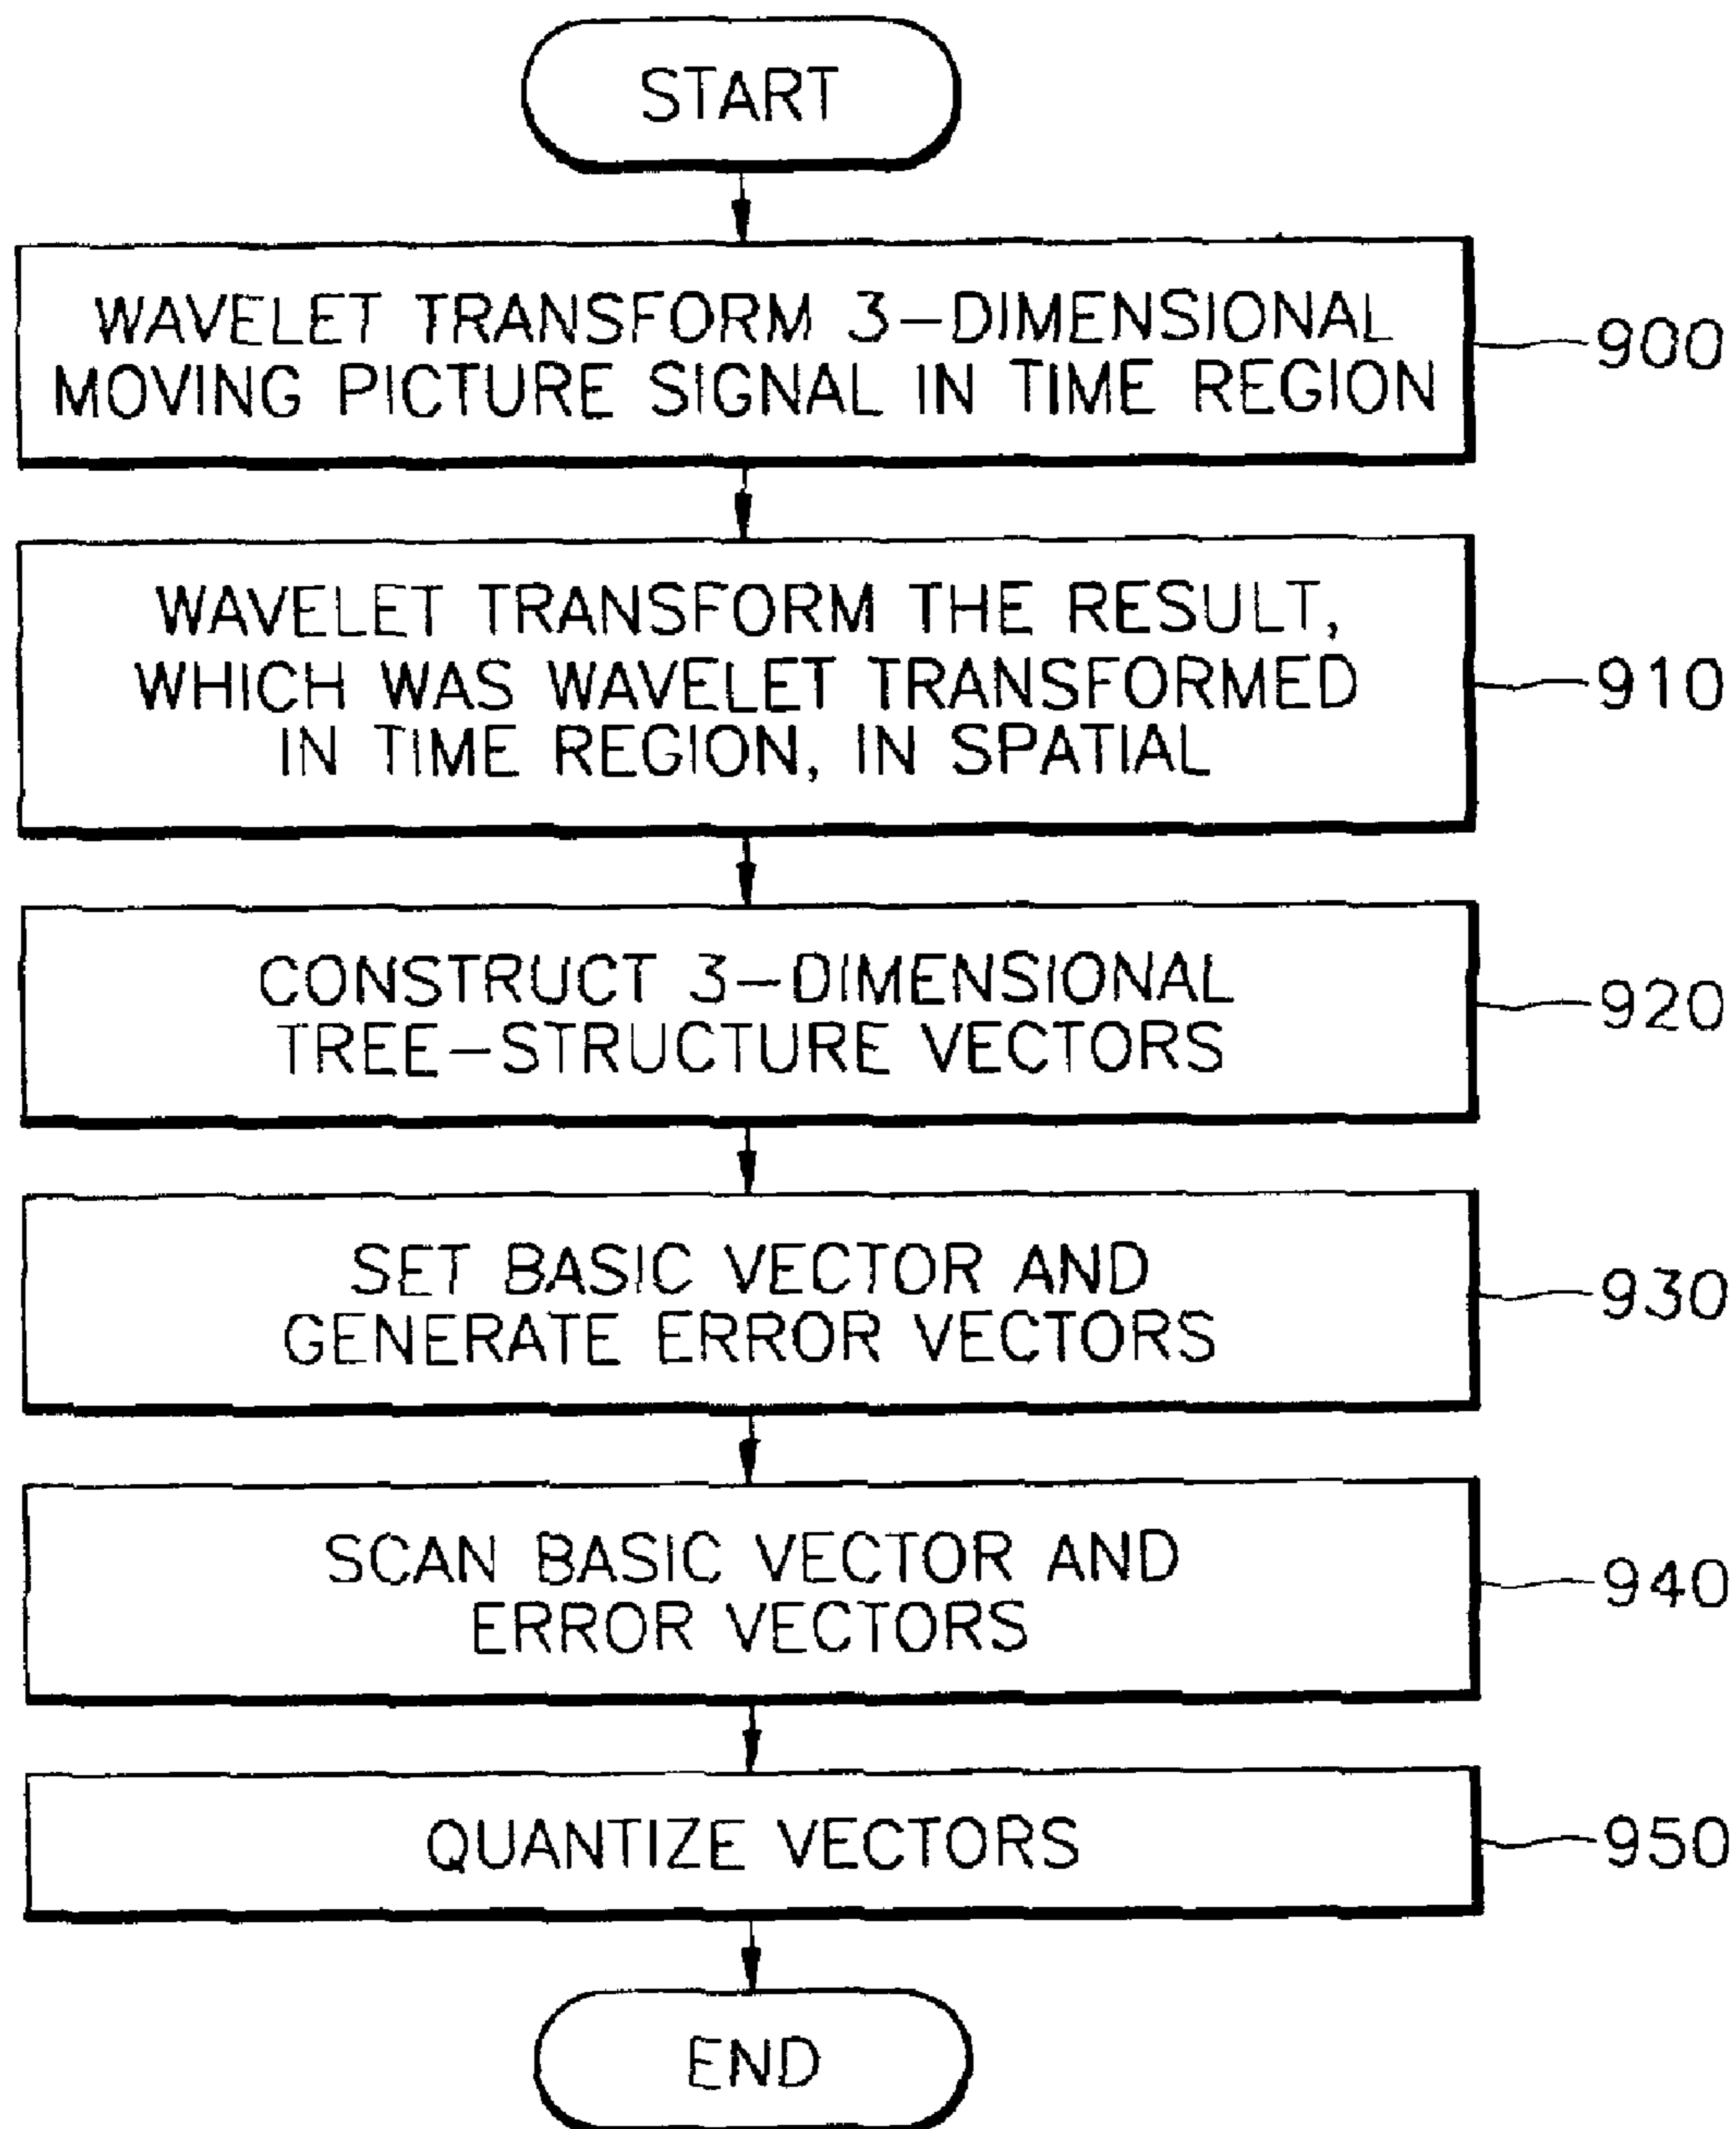 START
WAVELET TRANSFORM 3-DIMENSIONAL
MOVING PICTURE SIGNAL IN TIME REGION
900
WAVELET TRANSFORM THE RESULT,
WHICH WAS WAVELET TRANSFORMED
IN TIME REGION, IN SPATIAL
910
CONSTRUCT 3-DIMENSIONAL
TREE-STRUCTURE VECTORS
920
SET BASIC VECTOR AND
GENERATE ERROR VECTORS
930
SCAN BASIC VECTOR AND
ERROR VECTORS
940
QUANTIZE VECTORS
950
END